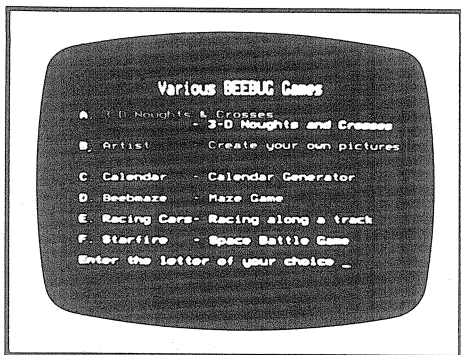 Various BEEBUG Games
A. 3-D Noughts & Crosses
- 3-D Noughts and Crosses
B. Artist - Create your own pictures
C. Calendar - Calendar Generator
D. Beebmaze - Maze Game
E. Racing Cars- Racing along a track
F. Starfire - Space Battle Game
Enter the letter of your choice _